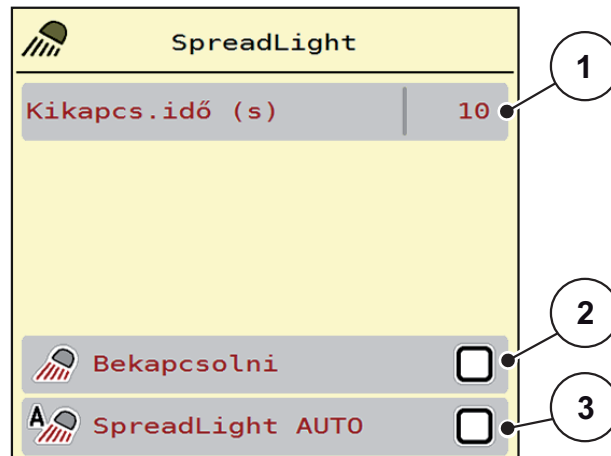 SpreadLight
1
Kikapcs.idő (s) 10
2
Bekapcsolni
3
A SpreadLight AUTO